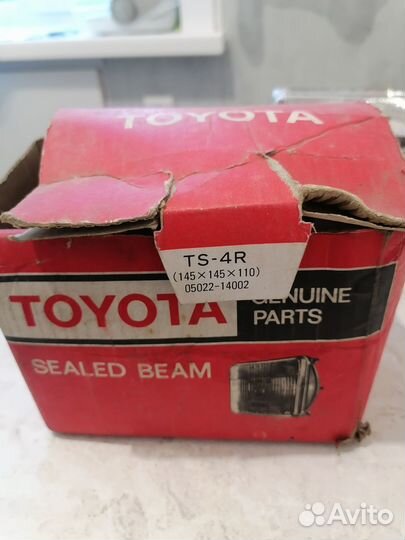 TOYOTA
TS-4R
(145×145×110)
05022-14002
TOYOTA
GENUINE
PARTS
SEALED BEAM
Avito